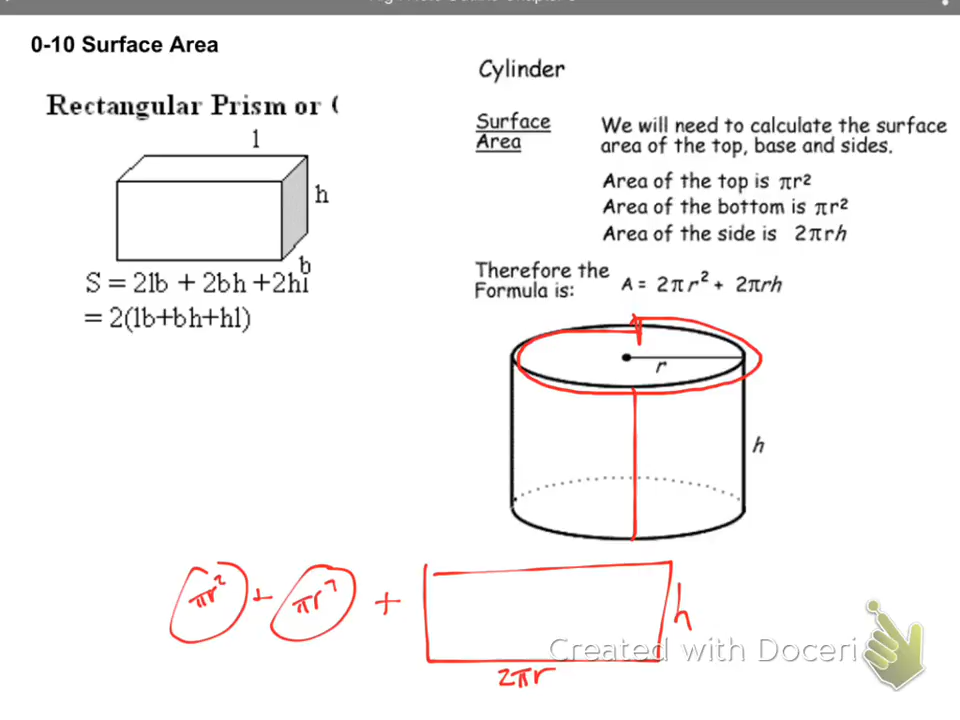 0-10 Surface Area
Rectangular Prism or (
l
h
b
S = 2lb + 2bh +2hl
= 2(lb+bh+hl)
Cylinder
Surface Area
We will need to calculate the surface
area of the top, base and sides.
Area of the top is πr²
Area of the bottom is πr²
Area of the side is 2πrh
Therefore the
Formula is: A = 2πr² + 2πrh
r
h
πr² + πr² +
h
2πr
Created with Doceri